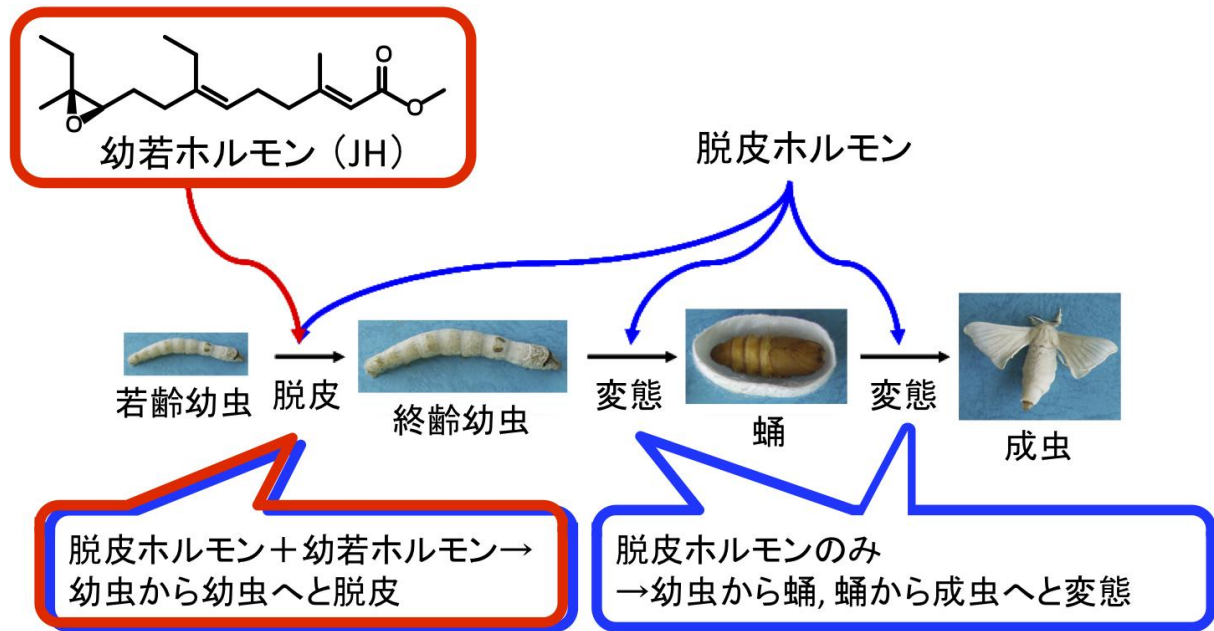 O
O
O
幼若ホルモン（JH）
脱皮ホルモン
若齢幼虫
脱皮
終齢幼虫
変態
蛹
変態
成虫
脱皮ホルモン＋幼若ホルモン→
幼虫から幼虫へと脱皮
脱皮ホルモンのみ
→幼虫から蛹, 蛹から成虫へと変態